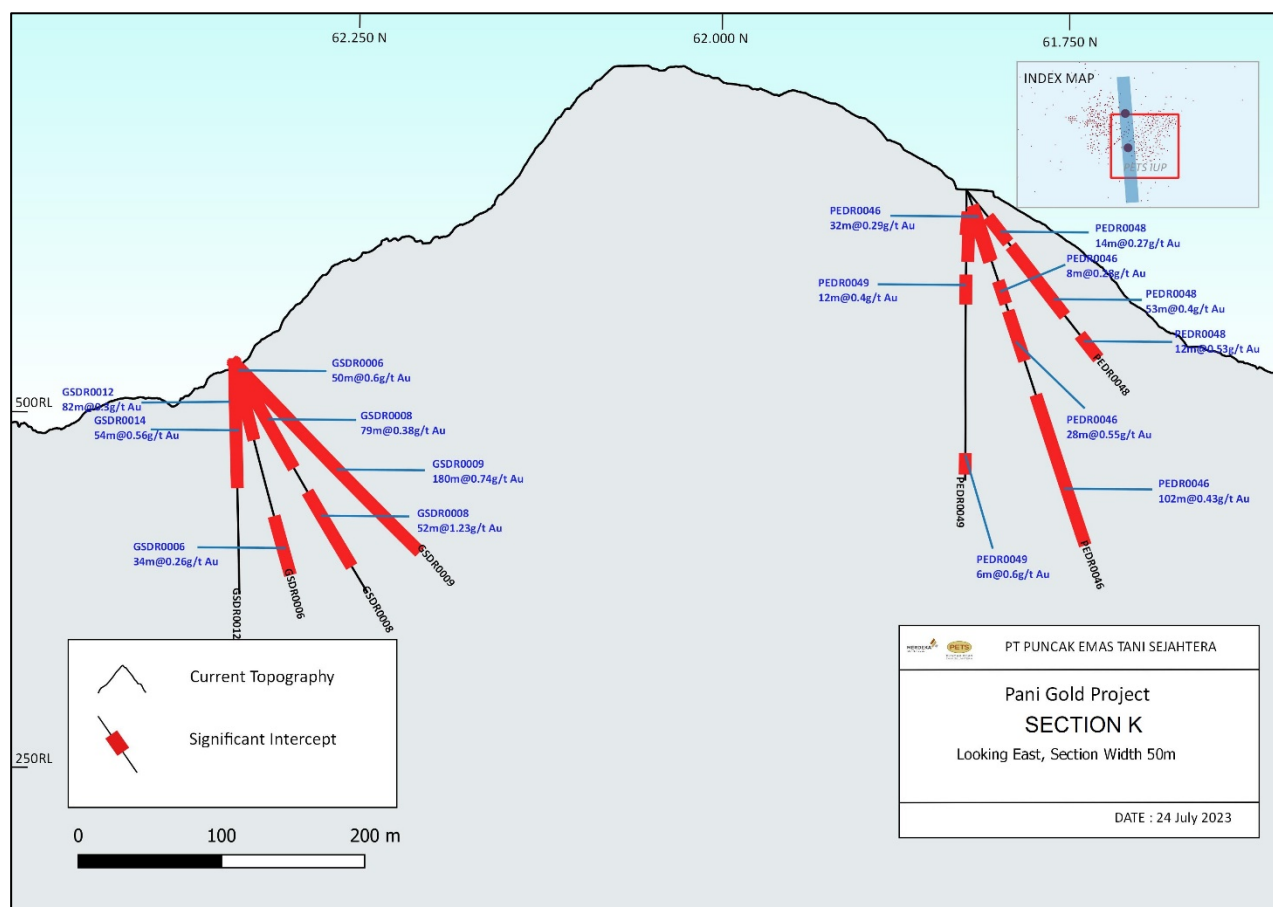 62.250 N
62.000 N
61.750 N
INDEX MAP
PETS IUP
PEDR0046
32m@0.29g/t Au
PEDR0048
14m@0.27g/t Au
PEDR0046
8m@0.28g/t Au
PEDR0049
12m@0.4g/t Au
PEDR0048
53m@0.4g/t Au
PEDR0048
12m@0.53g/t Au
PEDR0048
GSDR0006
50m@0.6g/t Au
GSDR0012
82m@0.3g/t Au
500RL
GSDR0014
54m@0.56g/t Au
GSDR0008
79m@0.38g/t Au
PEDR0046
28m@0.55g/t Au
GSDR0009
180m@0.74g/t Au
PEDR0046
102m@0.43g/t Au
GSDR0008
52m@1.23g/t Au
GSDR0006
34m@0.26g/t Au
PEDR0049
PEDR0049
6m@0.6g/t Au
PEDR0046
GSDR0012
GSDR0006
GSDR0008
GSDR0009
Current Topography
Significant Intercept
250RL
0 100 200 m
MERDEKA
PETS
PT PUNCAK EMAS TANI SEJAHTERA
Pani Gold Project
SECTION K
Looking East, Section Width 50m
DATE : 24 July 2023